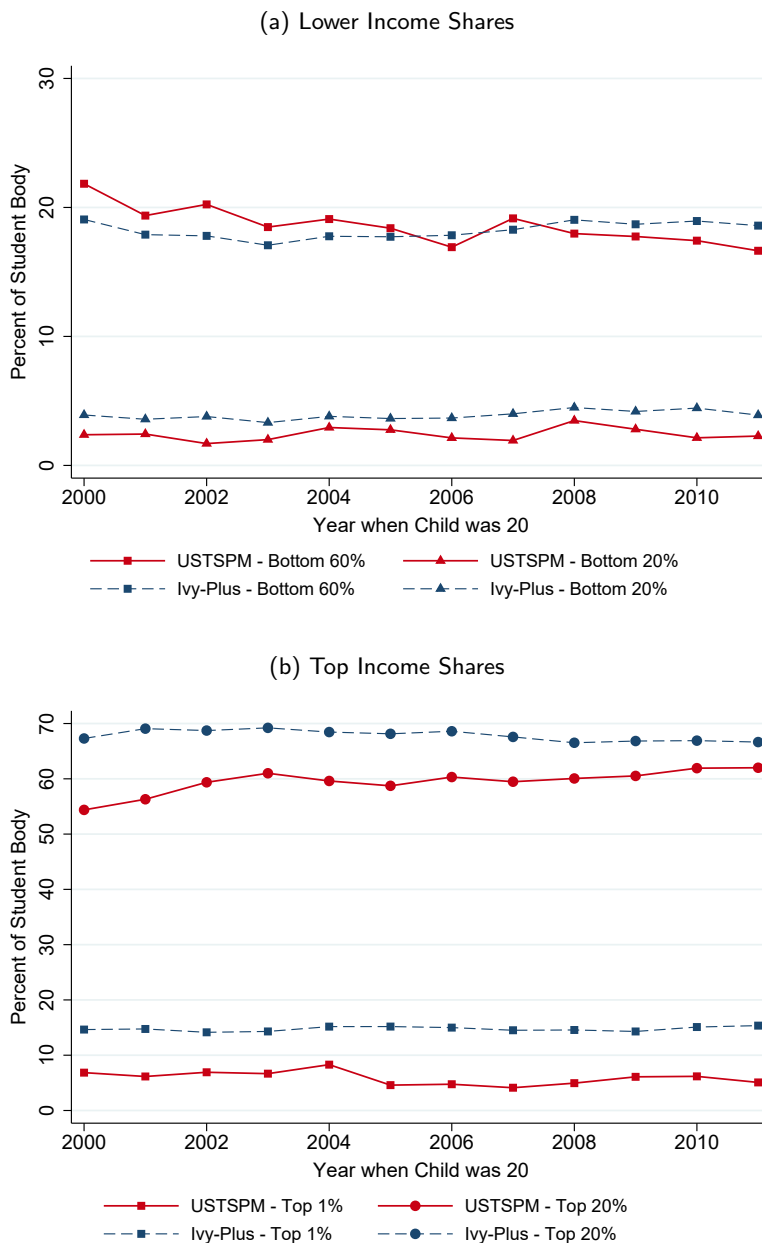 (a) Lower Income Shares
30
20
10
0
Percent of Student Body
2000 2002 2004 2006 2008 2010
Year when Child was 20
USTSPM - Bottom 60% USTSPM - Bottom 20%
Ivy-Plus - Bottom 60% Ivy-Plus - Bottom 20%
(b) Top Income Shares
70
60
50
40
30
20
10
0
Percent of Student Body
2000 2002 2004 2006 2008 2010
Year when Child was 20
USTSPM - Top 1% USTSPM - Top 20%
Ivy-Plus - Top 1% Ivy-Plus - Top 20%